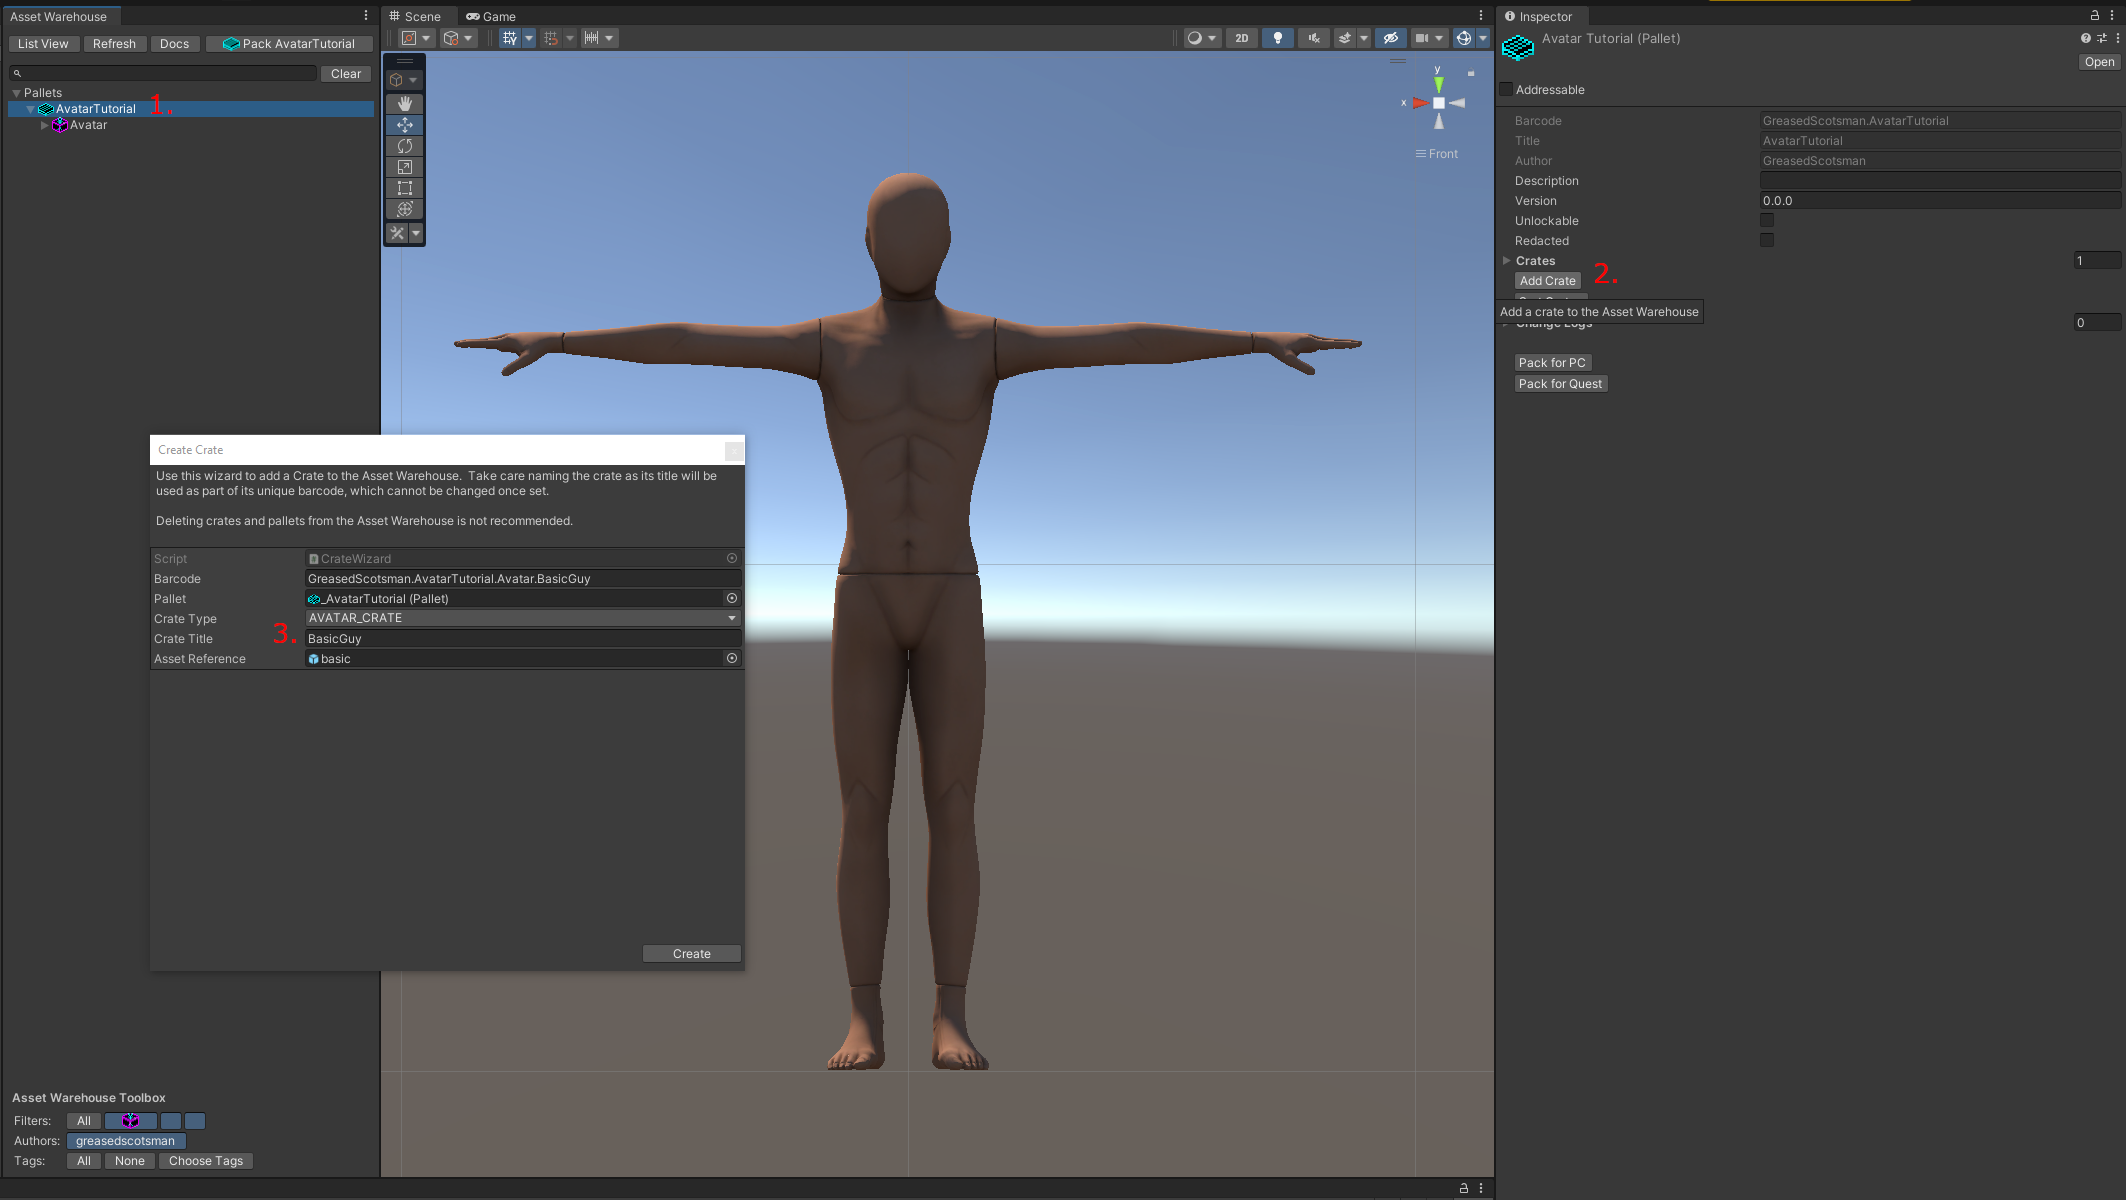 Asset Warehouse
List View Refresh Docs Pack AvatarTutorial
Clear
Pallets
AvatarTutorial 1.
Avatar
Scene Game
2D
y
x
Front
Inspector
Avatar Tutorial (Pallet)
Open
Addressable
Barcode GreasedScotsman.AvatarTutorial
Title AvatarTutorial
Author GreasedScotsman
Description
Version 0.0.0
Unlockable
Redacted
Crates 1
Add Crate 2.
Add a crate to the Asset Warehouse
Change Logs 0
Pack for PC
Pack for Quest
Create Crate
Use this wizard to add a Crate to the Asset Warehouse. Take care naming the crate as its title will be
used as part of its unique barcode, which cannot be changed once set.
Deleting crates and pallets from the Asset Warehouse is not recommended.
Script CrateWizard
Barcode GreasedScotsman.AvatarTutorial.Avatar.BasicGuy
Pallet _AvatarTutorial (Pallet)
Crate Type AVATAR_CRATE
Crate Title 3. BasicGuy
Asset Reference basic
Create
Asset Warehouse Toolbox
Filters: All
Authors: greasedscotsman
Tags: All None Choose Tags